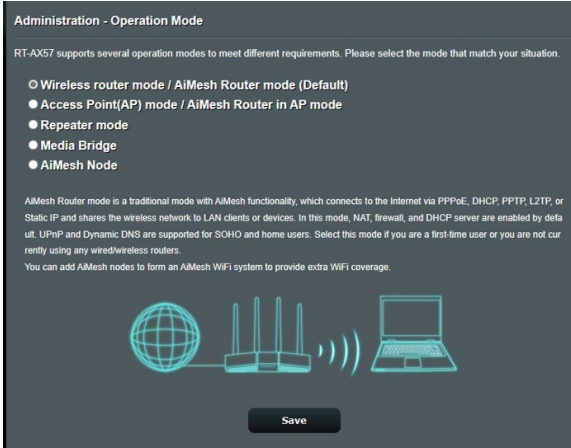 Administration - Operation Mode
RT-AX57 supports several operation modes to meet different requirements. Please select the mode that match your situation.
Wireless router mode / AiMesh Router mode (Default)
Access Point(AP) mode / AiMesh Router in AP mode
Repeater mode
Media Bridge
AiMesh Node
AiMesh Router mode is a traditional mode with AiMesh functionality, which connects to the Internet via PPPoE, DHCP, PPTP, L2TP, or
Static IP and shares the wireless network to LAN clients or devices. In this mode, NAT, firewall, and DHCP server are enabled by defa
ult. UPnP and Dynamic DNS are supported for SOHO and home users. Select this mode if you are a first-time user or you are not cur
rently using any wired/wireless routers.
You can add AiMesh nodes to form an AiMesh WiFi system to provide extra WiFi coverage.
Save